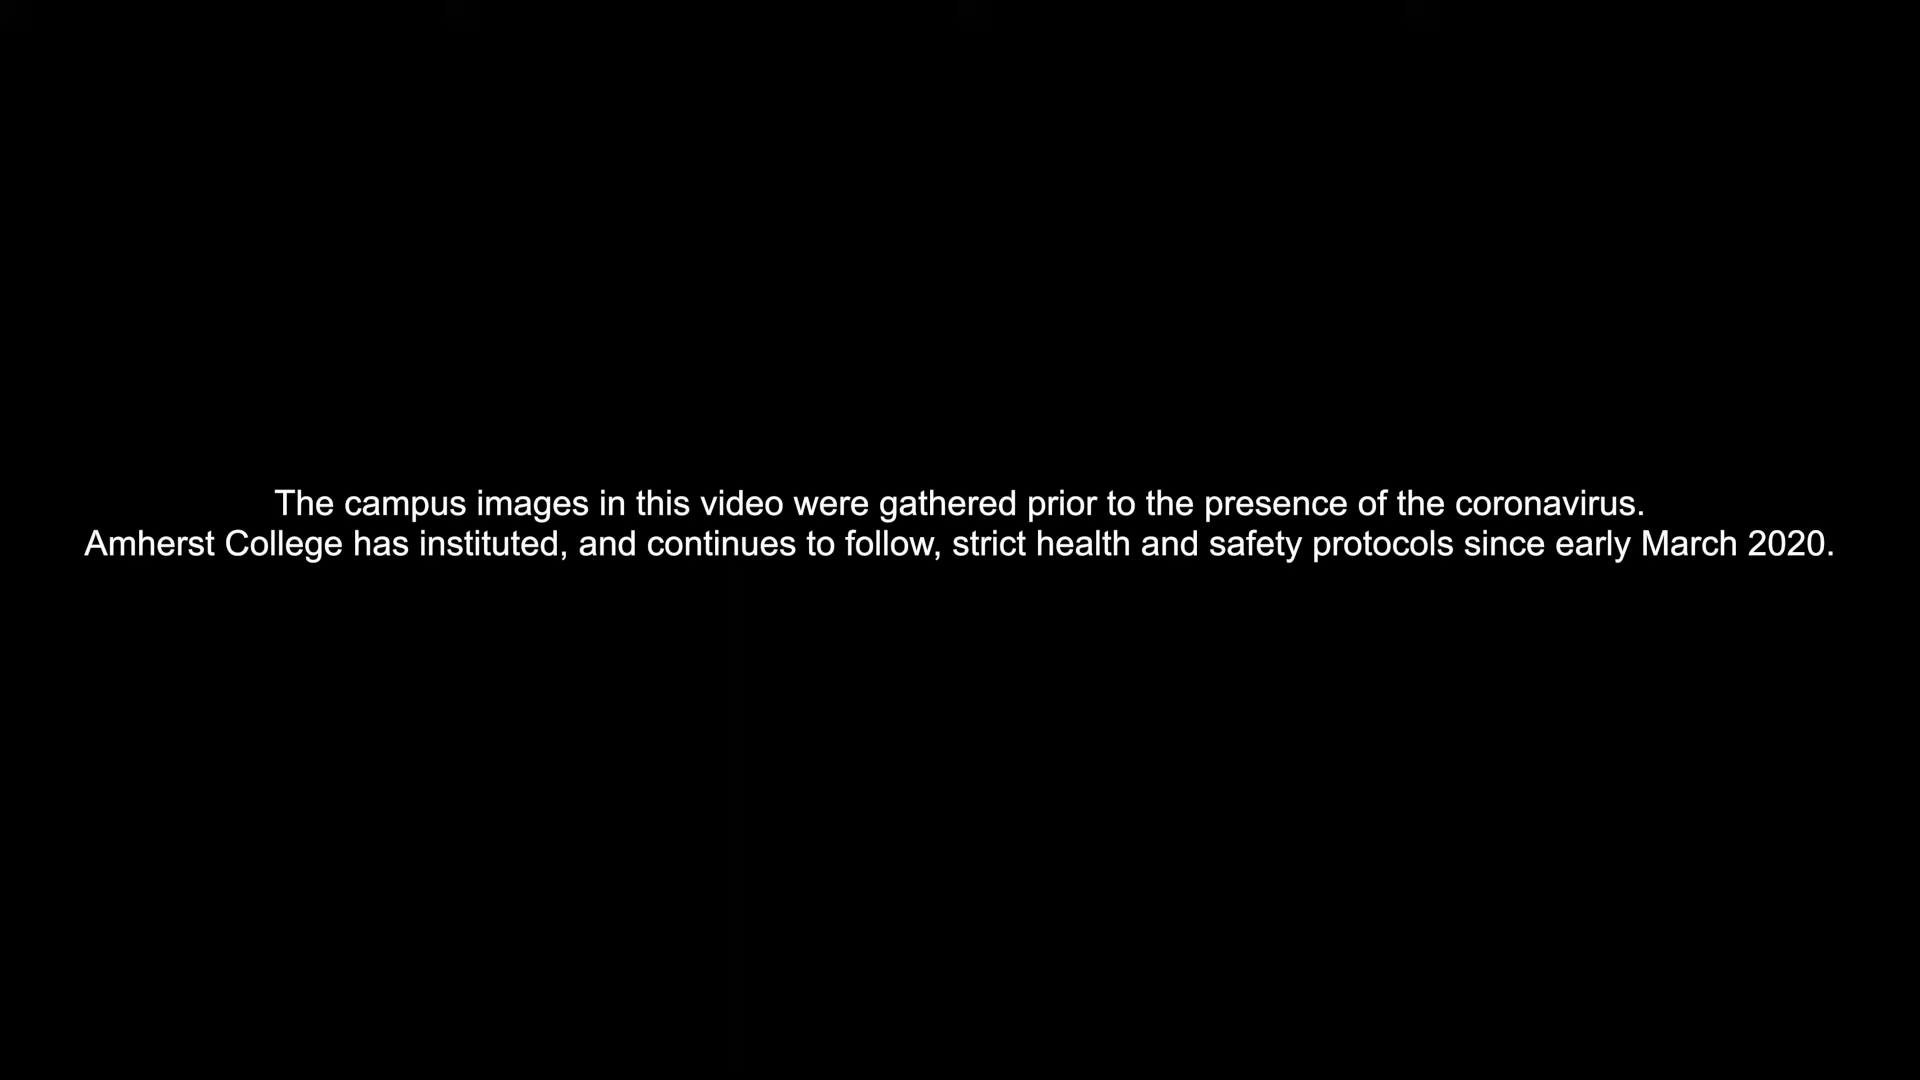 The campus images in this video were gathered prior to the presence of the coronavirus.
Amherst College has instituted, and continues to follow, strict health and safety protocols since early March 2020.